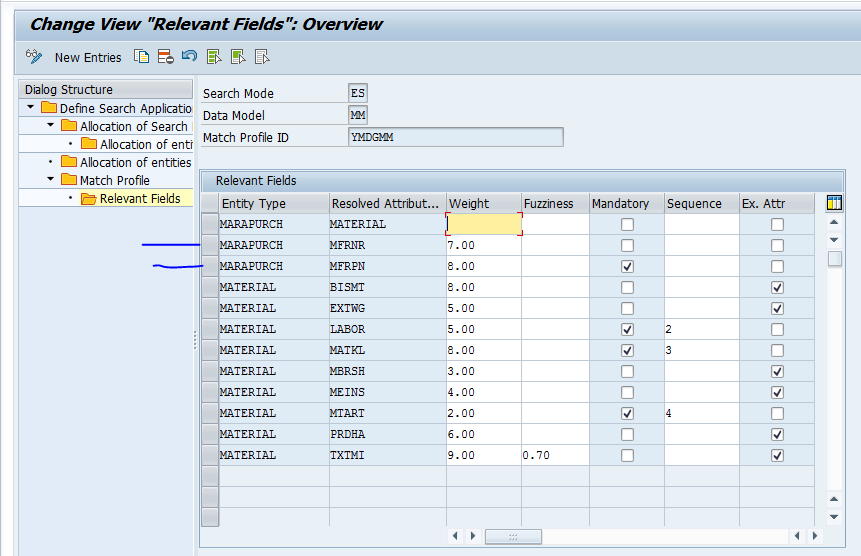 Change View "Relevant Fields": Overview
New Entries
Dialog Structure
Define Search Applicatio
Allocation of Search
Allocation of enti
Allocation of entities
Match Profile
Relevant Fields
Search Mode ES
Data Model MM
Match Profile ID YMDGMM
Relevant Fields
Entity Type Resolved Attribut... Weight Fuzziness Mandatory Sequence Ex. Attr
MARAPURCH MATERIAL
MARAPURCH MFRNR 7.00
MARAPURCH MFRPN 8.00
MATERIAL BISMT 8.00
MATERIAL EXTWG 5.00
MATERIAL LABOR 5.00 2
MATERIAL MATKL 8.00 3
MATERIAL MBRSH 3.00
MATERIAL MEINS 4.00
MATERIAL MTART 2.00 4
MATERIAL PRDHA 6.00
MATERIAL TXTMI 9.00 0.70